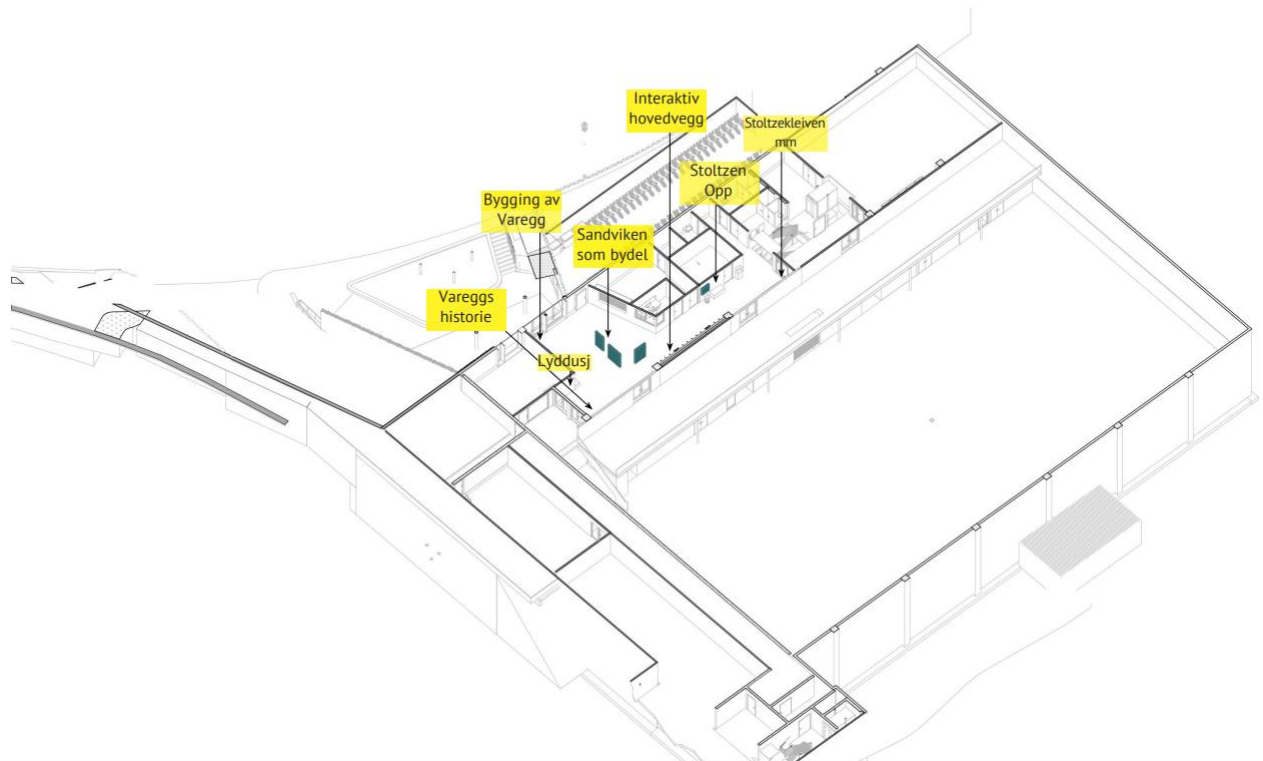 Interaktiv
hovedvegg
Stoltzekleiven
mm
Stoltzen
Opp
Bygging av
Varegg
Sandviken
som bydel
Vareggs
historie
Lyddusj